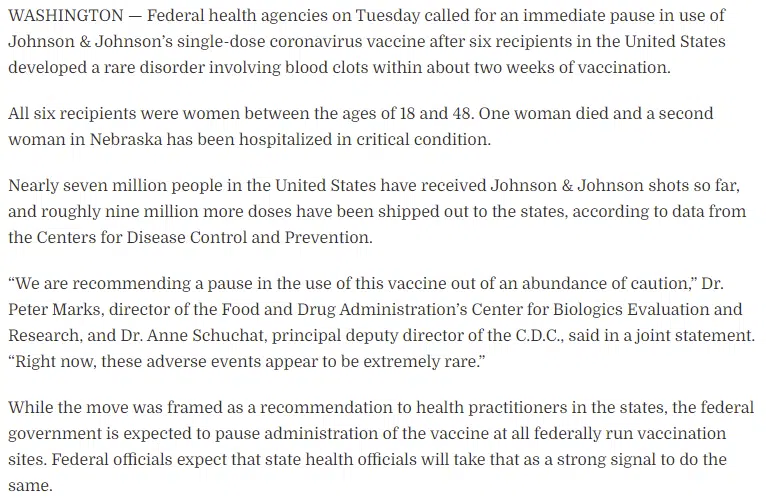 WASHINGTON — Federal health agencies on Tuesday called for an immediate pause in use of
Johnson & Johnson’s single-dose coronavirus vaccine after six recipients in the United States
developed a rare disorder involving blood clots within about two weeks of vaccination.
All six recipients were women between the ages of 18 and 48. One woman died and a second
woman in Nebraska has been hospitalized in critical condition.
Nearly seven million people in the United States have received Johnson & Johnson shots so far,
and roughly nine million more doses have been shipped out to the states, according to data from
the Centers for Disease Control and Prevention.
“We are recommending a pause in the use of this vaccine out of an abundance of caution,” Dr.
Peter Marks, director of the Food and Drug Administration’s Center for Biologics Evaluation and
Research, and Dr. Anne Schuchat, principal deputy director of the C.D.C., said in a joint statement.
“Right now, these adverse events appear to be extremely rare.”
While the move was framed as a recommendation to health practitioners in the states, the federal
government is expected to pause administration of the vaccine at all federally run vaccination
sites. Federal officials expect that state health officials will take that as a strong signal to do the
same.